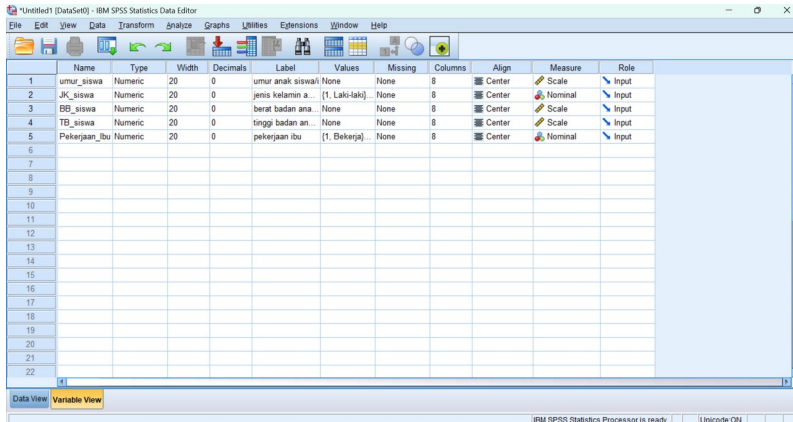 *Untitled1 [DataSet0] - IBM SPSS Statistics Data Editor
File Edit View Data Transform Analyze Graphs Utilities Extensions Window Help
Name Type Width Decimals Label Values Missing Columns Align Measure Role
1 umur_siswa Numeric 20 0 umur anak siswa/i None None 8 Center Scale Input
2 JK_siswa Numeric 20 0 jenis kelamin a... {1, Laki-laki}... None 8 Center Nominal Input
3 BB_siswa Numeric 20 0 berat badan ana... None None 8 Center Scale Input
4 TB_siswa Numeric 20 0 tinggi badan an... None None 8 Center Scale Input
5 Pekerjaan_Ibu Numeric 20 0 pekerjaan ibu {1, Bekerja}... None 8 Center Nominal Input
6
7
8
9
10
11
12
13
14
15
16
17
18
19
20
21
22
Data View Variable View
IBM SPSS Statistics Processor is ready Unicode:ON